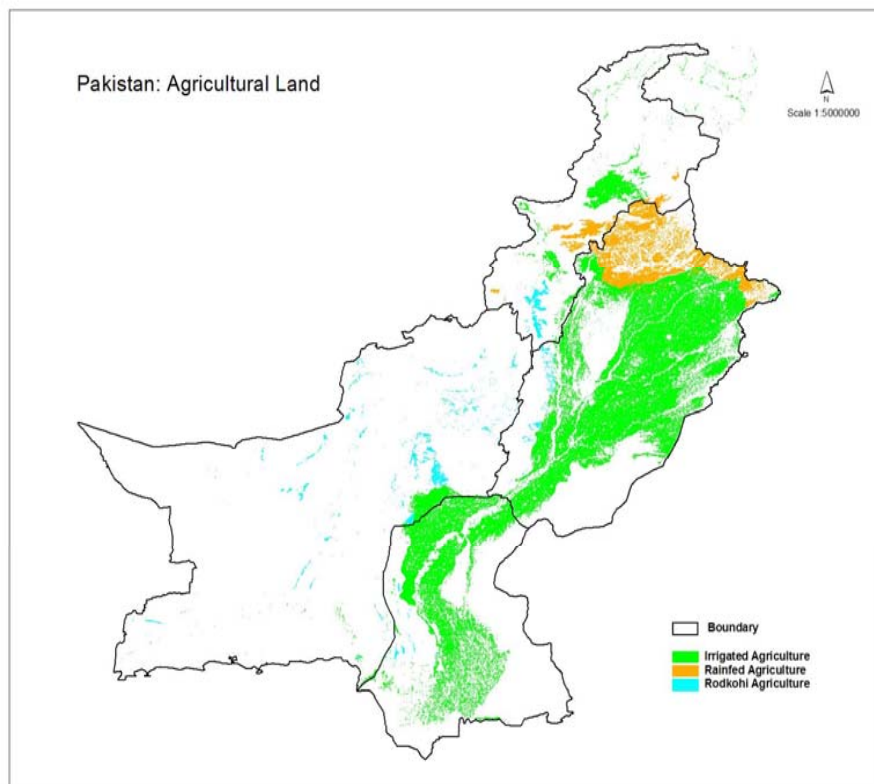 Pakistan: Agricultural Land
N
Scale 1:5000000
Boundary
Irrigated Agriculture
Rainfed Agriculture
Rodkohi Agriculture